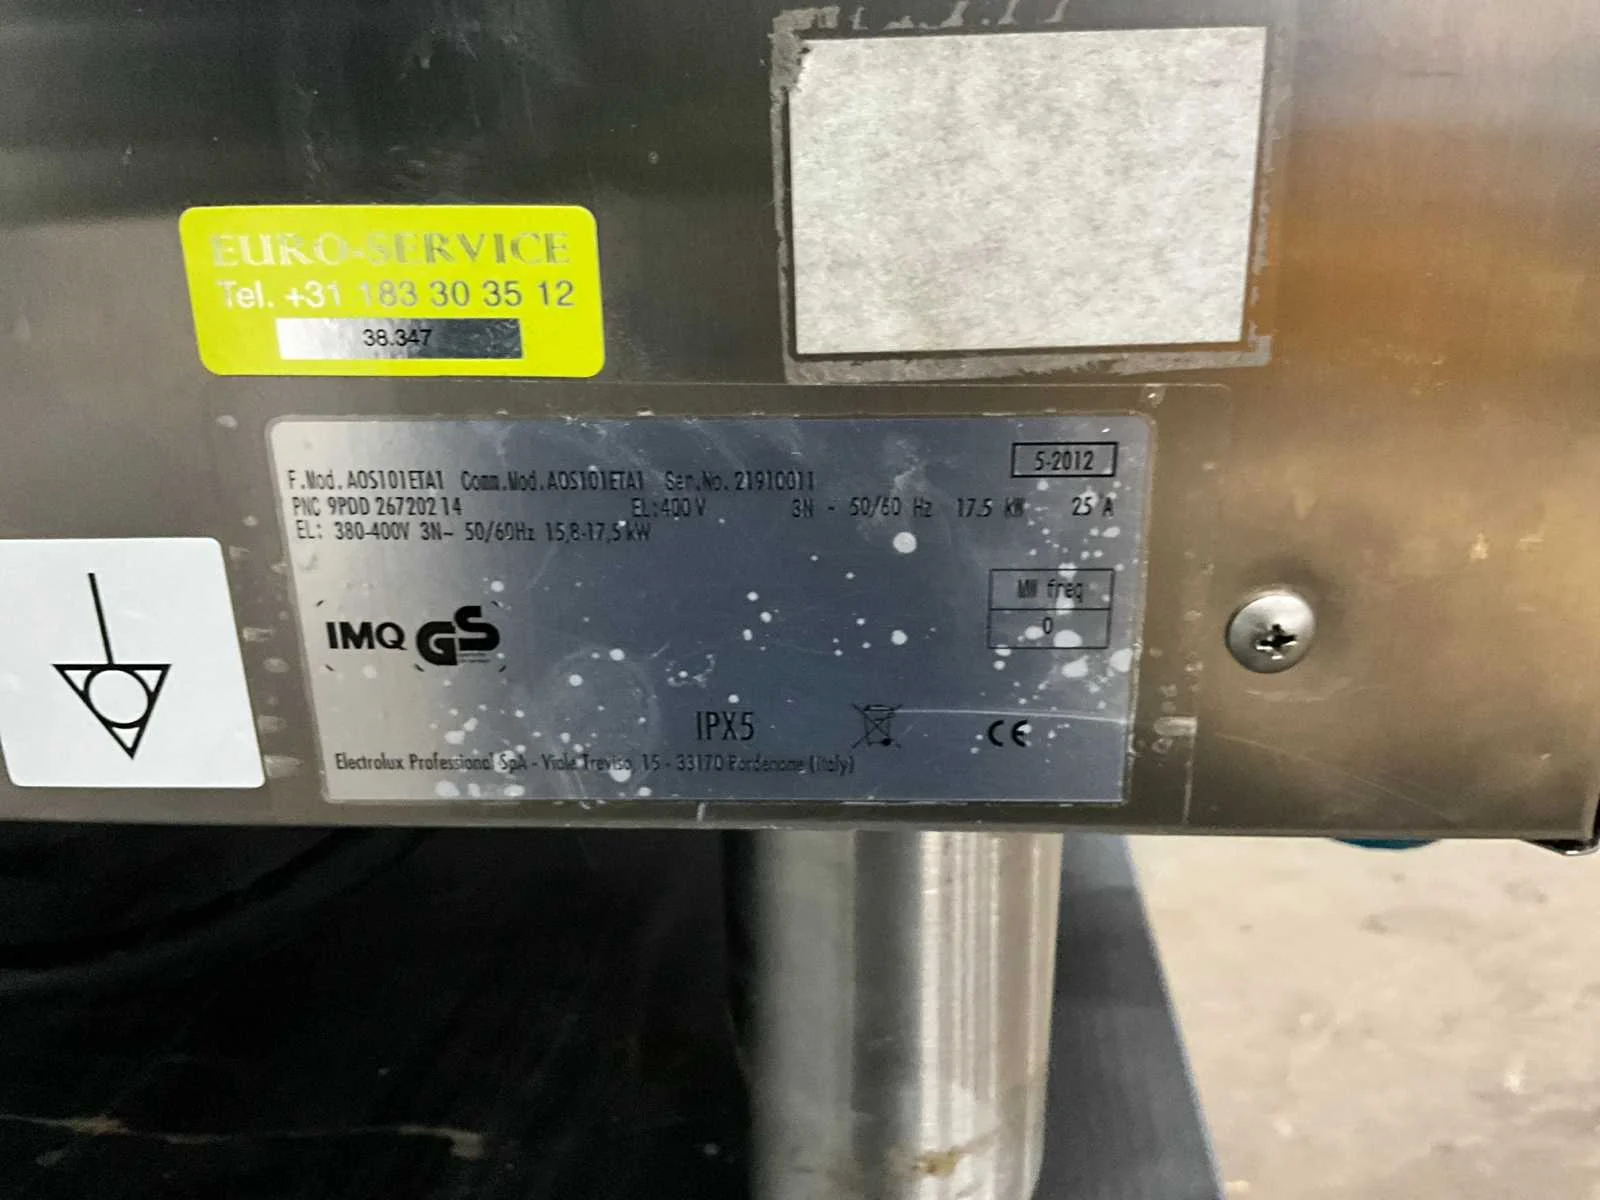 EURO-SERVICE
Tel. +31 183 30 35 12
38.347
5-2012
F.Mod. AOS101ETA1 Comm.Mod. AOS101ETA1 Ser.No. 21910011
PNC 9PDD 267202 14 EL:400 V 3N - 50/60 Hz 17.5 kW 25 A
EL: 380-400V 3N~ 50/60Hz 15,8-17,5 kW
MW freq
0
IMQ GS
IPX5 CE
Electrolux Professional SpA - Viale Treviso, 15 - 33170 Pordenone (Italy)